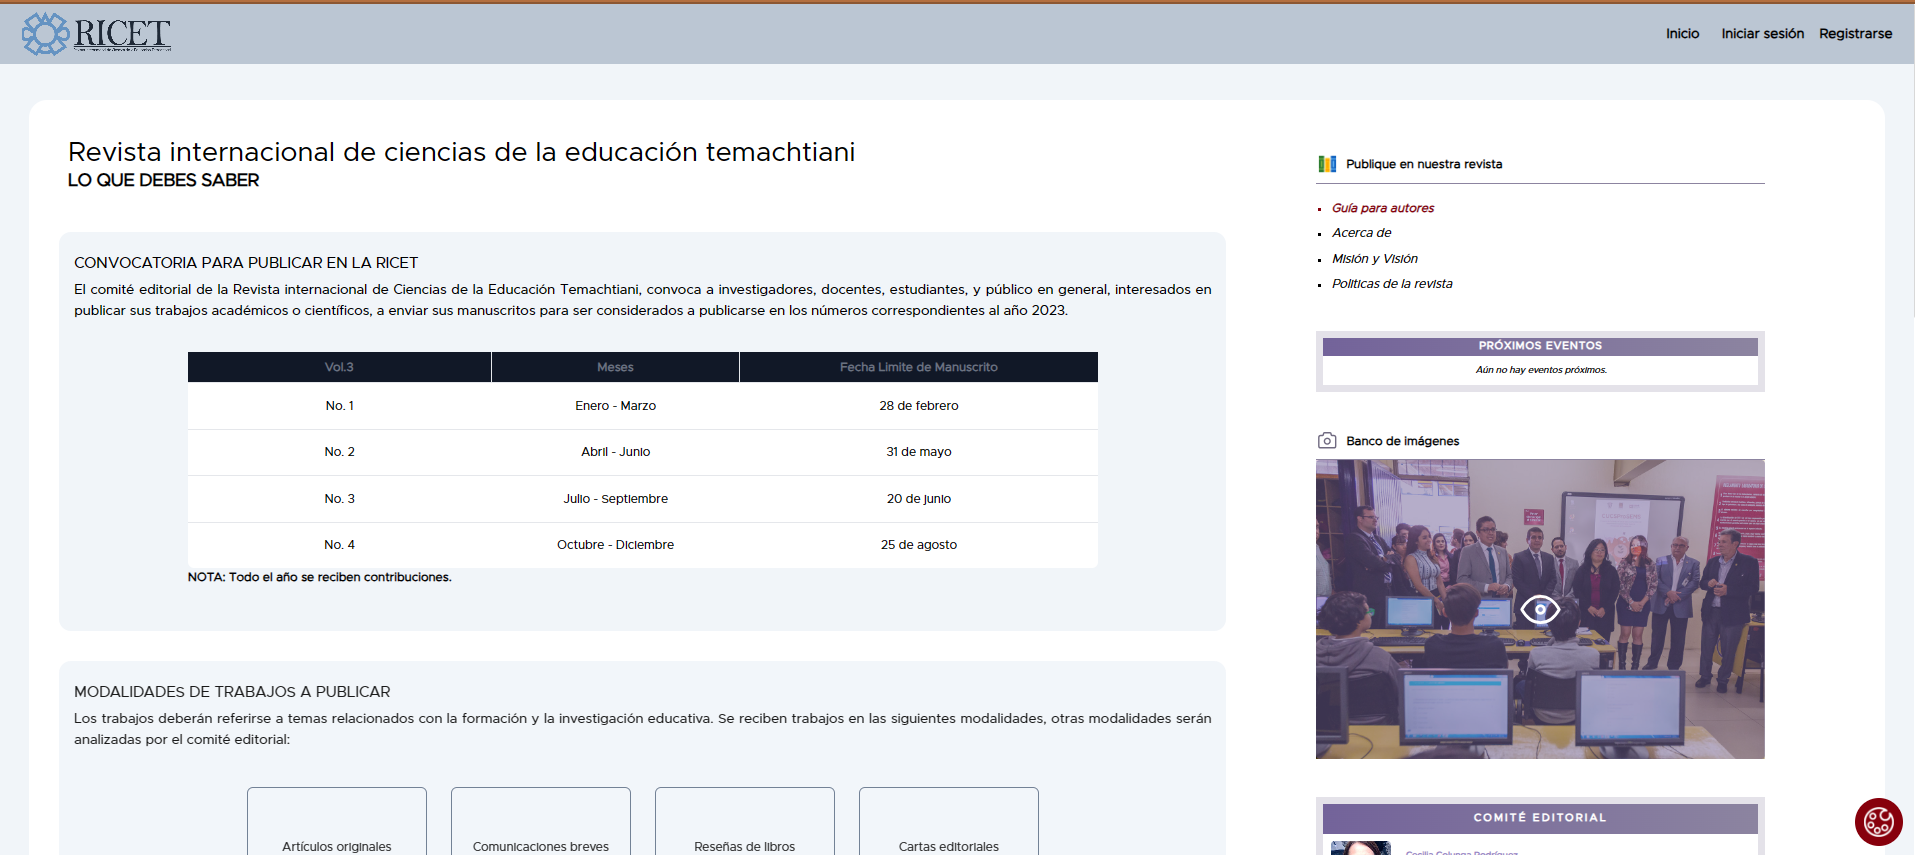 RICET
Inicio Iniciar sesión Registrarse
Revista internacional de ciencias de la educación temachtiani
LO QUE DEBES SABER
CONVOCATORIA PARA PUBLICAR EN LA RICET
El comité editorial de la Revista internacional de Ciencias de la Educación Temachtiani, convoca a investigadores, docentes, estudiantes, y público en general, interesados en
publicar sus trabajos académicos o científicos, a enviar sus manuscritos para ser considerados a publicarse en los números correspondientes al año 2023.
Vol.3 Meses Fecha Limite de Manuscrito
No. 1 Enero - Marzo 28 de febrero
No. 2 Abril - Junio 31 de mayo
No. 3 Julio - Septiembre 20 de junio
No. 4 Octubre - Diciembre 25 de agosto
NOTA: Todo el año se reciben contribuciones.
MODALIDADES DE TRABAJOS A PUBLICAR
Los trabajos deberán referirse a temas relacionados con la formación y la investigación educativa. Se reciben trabajos en las siguientes modalidades, otras modalidades serán
analizadas por el comité editorial:
Artículos originales
Comunicaciones breves
Reseñas de libros
Cartas editoriales
Publique en nuestra revista
Guía para autores
Acerca de
Misión y Visión
Politicas de la revista
PRÓXIMOS EVENTOS
Aún no hay eventos próximos.
Banco de imágenes
COMITÉ EDITORIAL
Cecilia Colunga Rodríguez